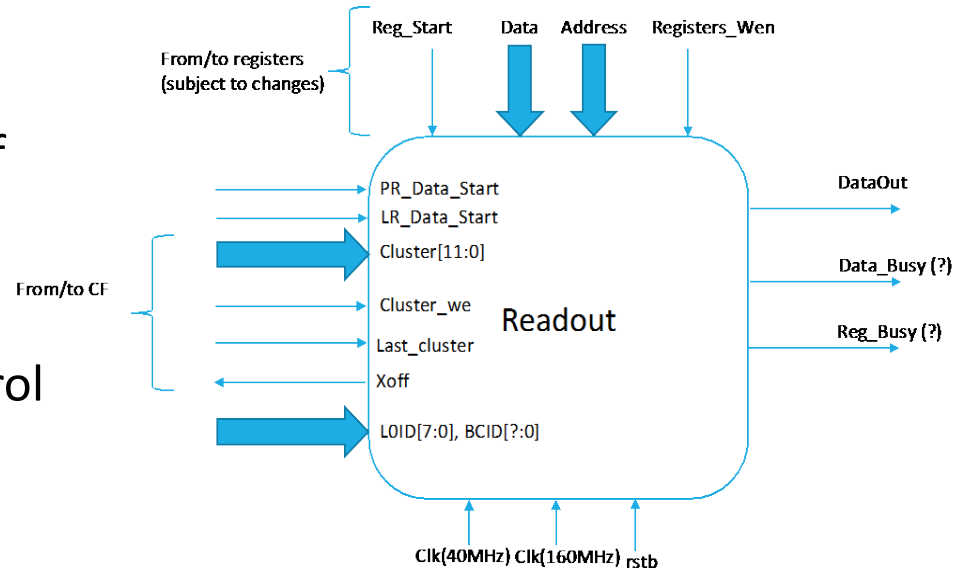 Reg_Start Data Address Registers_Wen
From/to registers
(subject to changes)
f
PR_Data_Start
LR_Data_Start
Cluster[11:0]
From/to CF
Cluster_we
Last_cluster
Xoff
rol
L0ID[7:0], BCID[?:0]
Readout
DataOut
Data_Busy (?)
Reg_Busy (?)
Clk(40MHz) Clk(160MHz) rstb